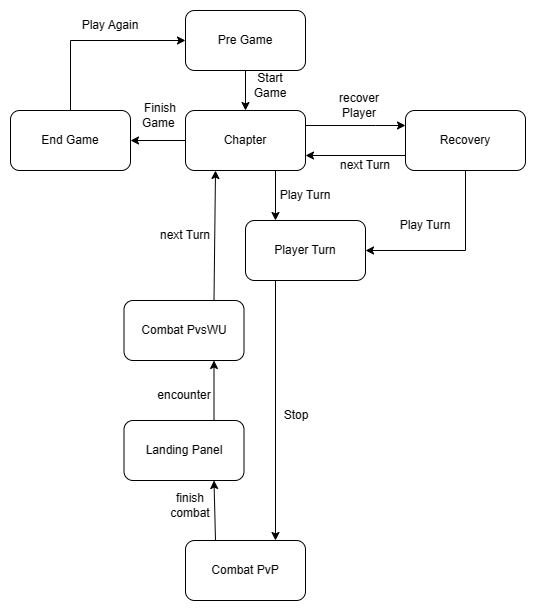 Play Again
Pre Game
Start
Game
Finish
Game
recover
Player
End Game
Chapter
Recovery
next Turn
Play Turn
Play Turn
next Turn
Player Turn
Combat PvsWU
encounter
Stop
Landing Panel
finish
combat
Combat PvP